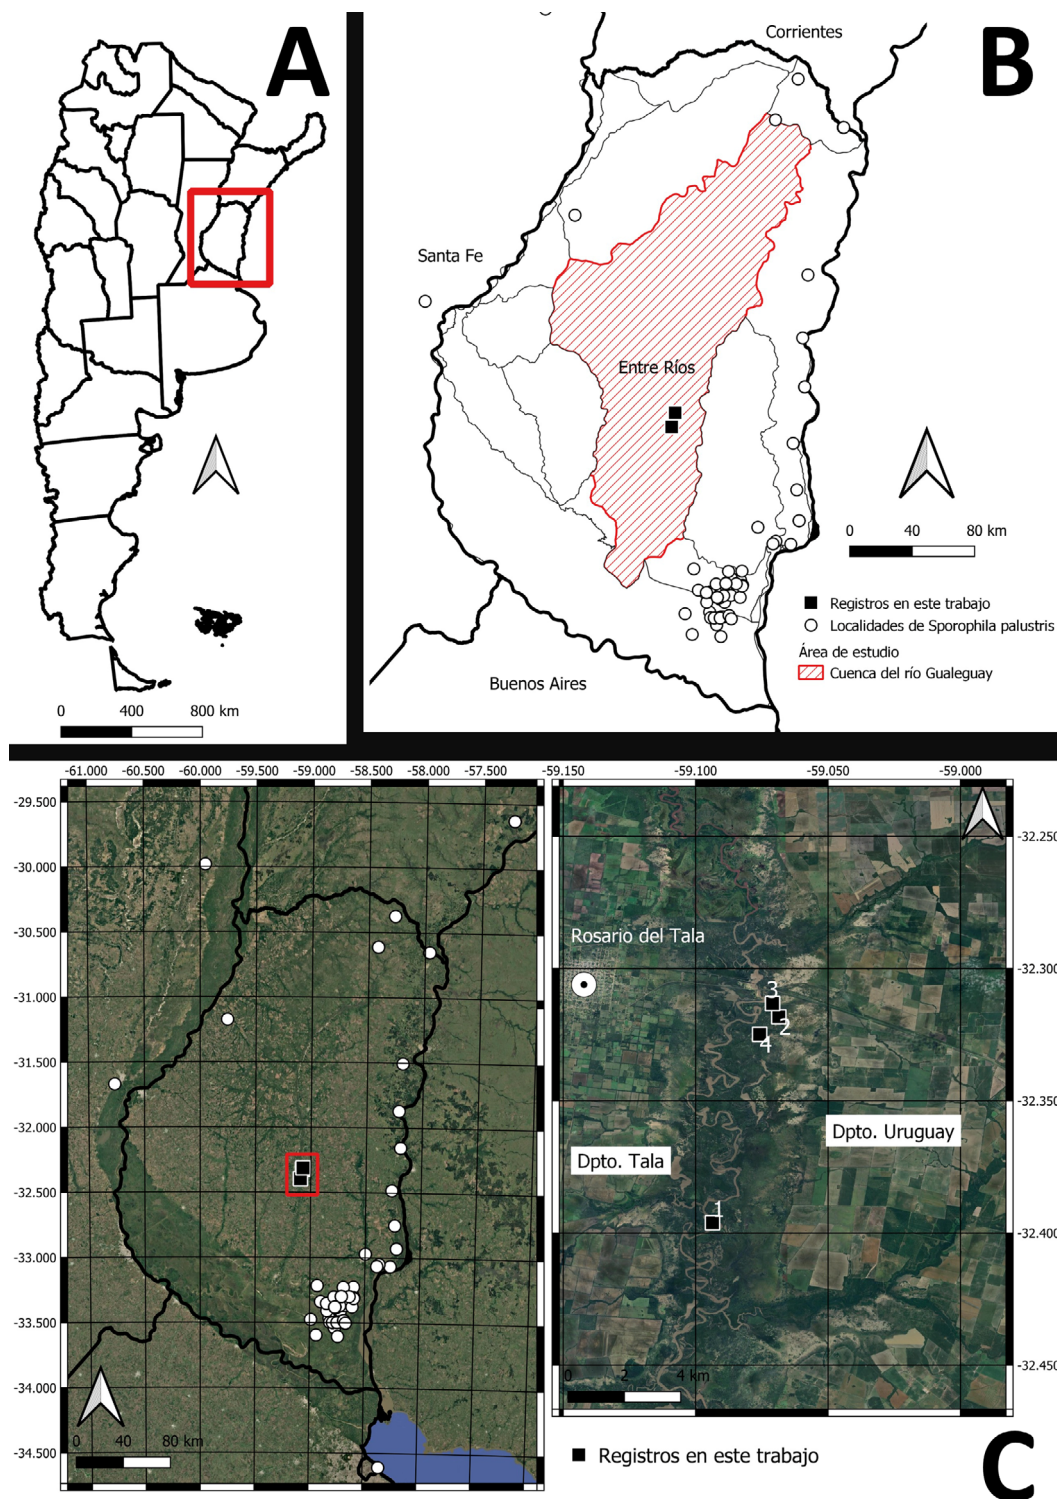 A
0 400 800 km
Corrientes
B
Santa Fe
Entre Ríos
0 40 80 km
Registros en este trabajo
Localidades de Sporophila palustris
Área de estudio
Cuenca del río Gualeguay
Buenos Aires
-61.000 -60.500 -60.000 -59.500 -59.000 -58.500 -58.000 -57.500
-29.500
-30.000
-30.500
-31.000
-31.500
-32.000
-32.500
-33.000
-33.500
-34.000
-34.500
0 40 80 km
-59.150 -59.100 -59.050 -59.000
-32.250
Rosario del Tala
-32.300
3
2
4
-32.350
Dpto. Uruguay
Dpto. Tala
1
-32.400
-32.450
0 2 4 km
Registros en este trabajo
C